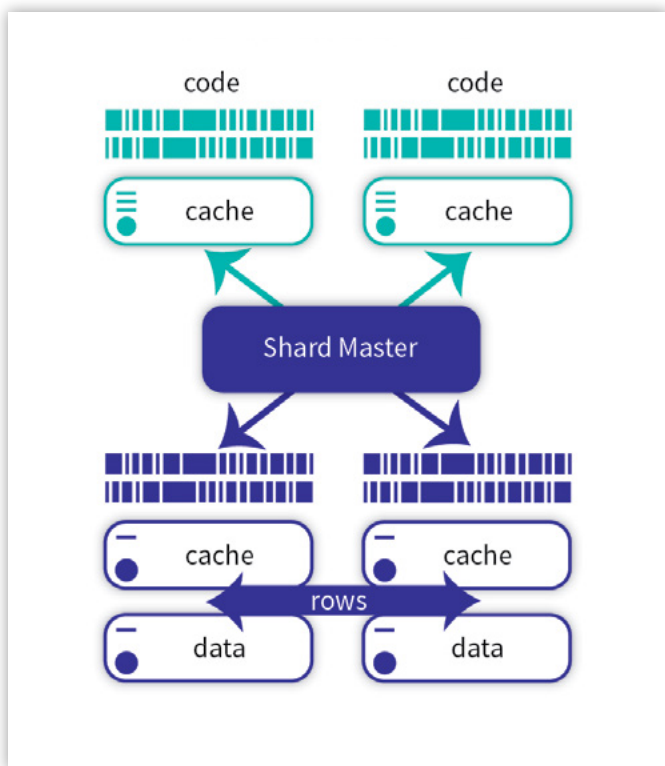 code code
cache cache
Shard Master
cache cache
rows
data data